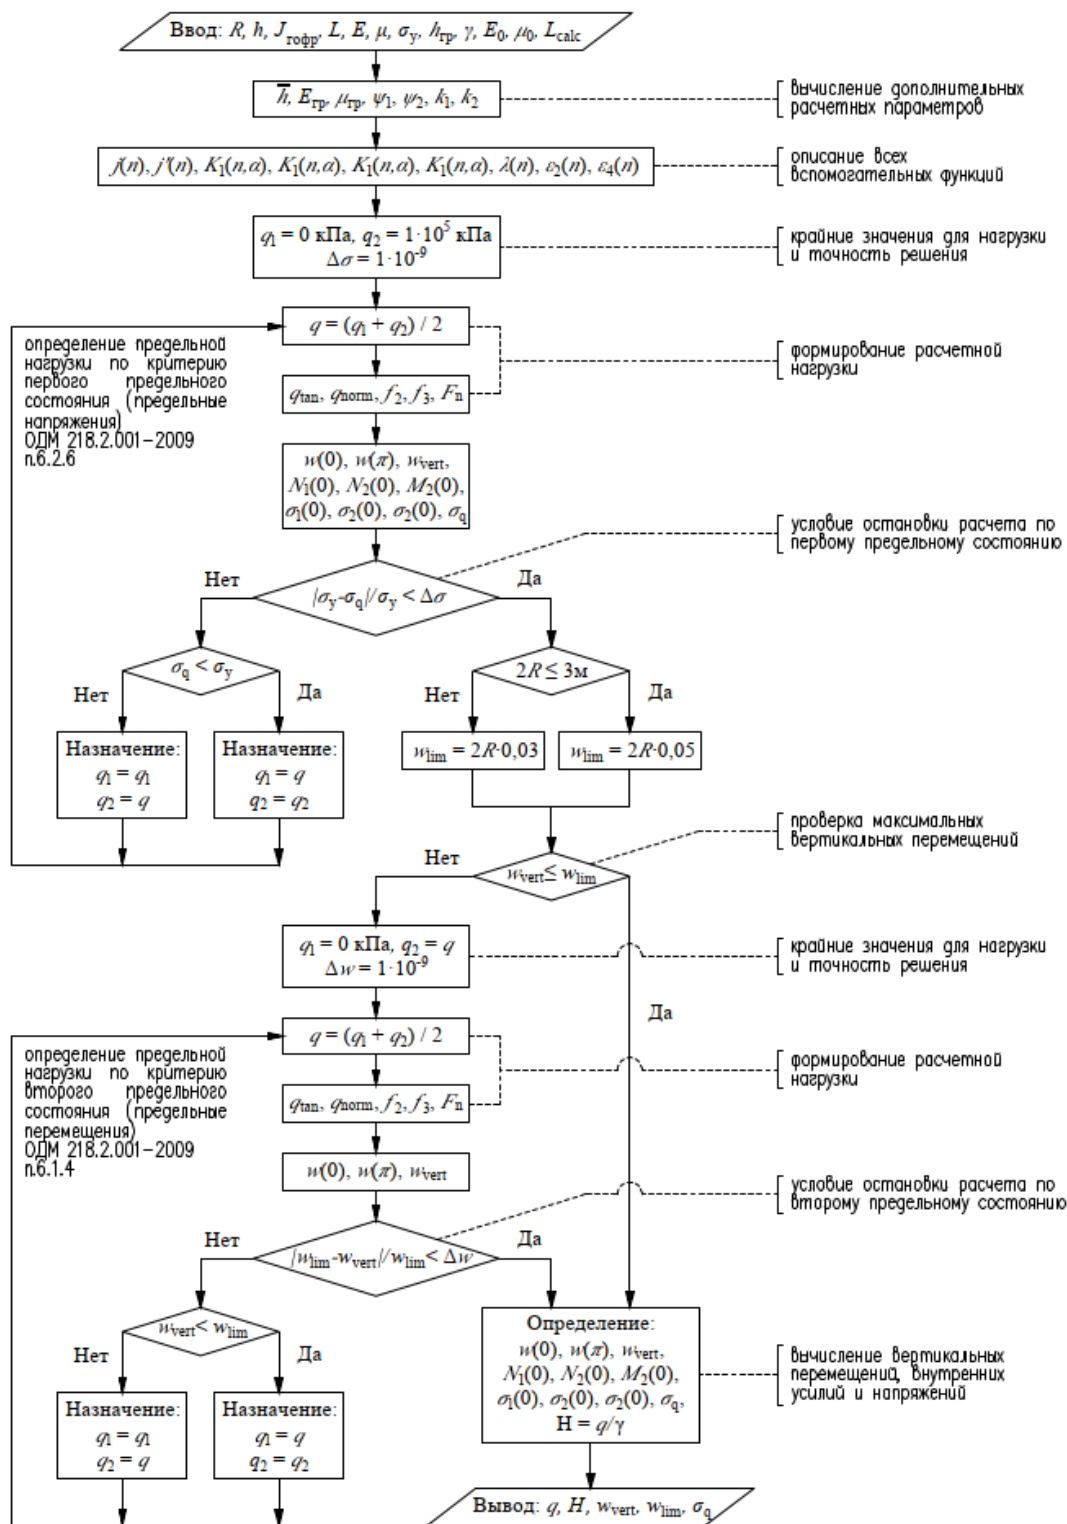 Ввод: R, h, Jгофр, L, E, μ, σy, hгр, γ, E0, μ0, Lcalc
h̅, Eгр, μгр, ψ1, ψ2, k1, k2
вычисление дополнительных
расчетных параметров
j(n), j'(n), K1(n,α), K1(n,α), K1(n,α), K1(n,α), λ(n), ε2(n), ε4(n)
описание всех
вспомогательных функций
q1 = 0 кПа, q2 = 1·10⁵ кПа
Δσ = 1·10⁻⁹
крайние значения для нагрузки
и точность решения
q = (q1 + q2) / 2
определение предельной
нагрузки по критерию
первого предельного
состояния (предельные
напряжения)
ОДМ 218.2.001–2009
п.6.2.6
формирование расчетной
нагрузки
qtan, qnorm, f2, f3, Fn
w(0), w(π), wvert,
N1(0), N2(0), M2(0),
σ1(0), σ2(0), σ2(0), σq
условие остановки расчета по
первому предельному состоянию
Нет
Да
|σy-σq|/σy < Δσ
σq < σy
Нет
Да
2R ≤ 3м
Нет
Да
Назначение:
q1 = q1
q2 = q
Назначение:
q1 = q
q2 = q2
wlim = 2R·0,03
wlim = 2R·0,05
проверка максимальных
вертикальных перемещений
Нет
wvert ≤ wlim
q1 = 0 кПа, q2 = q
Δw = 1·10⁻⁹
крайние значения для нагрузки
и точность решения
Да
q = (q1 + q2) / 2
определение предельной
нагрузки по критерию
второго предельного
состояния (предельные
перемещения)
ОДМ 218.2.001–2009
п.6.1.4
формирование расчетной
нагрузки
qtan, qnorm, f2, f3, Fn
w(0), w(π), wvert
условие остановки расчета по
второму предельному состоянию
Нет
Да
|wlim-wvert|/wlim < Δw
wvert < wlim
Нет
Да
Назначение:
q1 = q1
q2 = q
Назначение:
q1 = q
q2 = q2
Определение:
w(0), w(π), wvert,
N1(0), N2(0), M2(0),
σ1(0), σ2(0), σ2(0), σq,
H = q/γ
вычисление вертикальных
перемещений, внутренних
усилий и напряжений
Вывод: q, H, wvert, wlim, σq